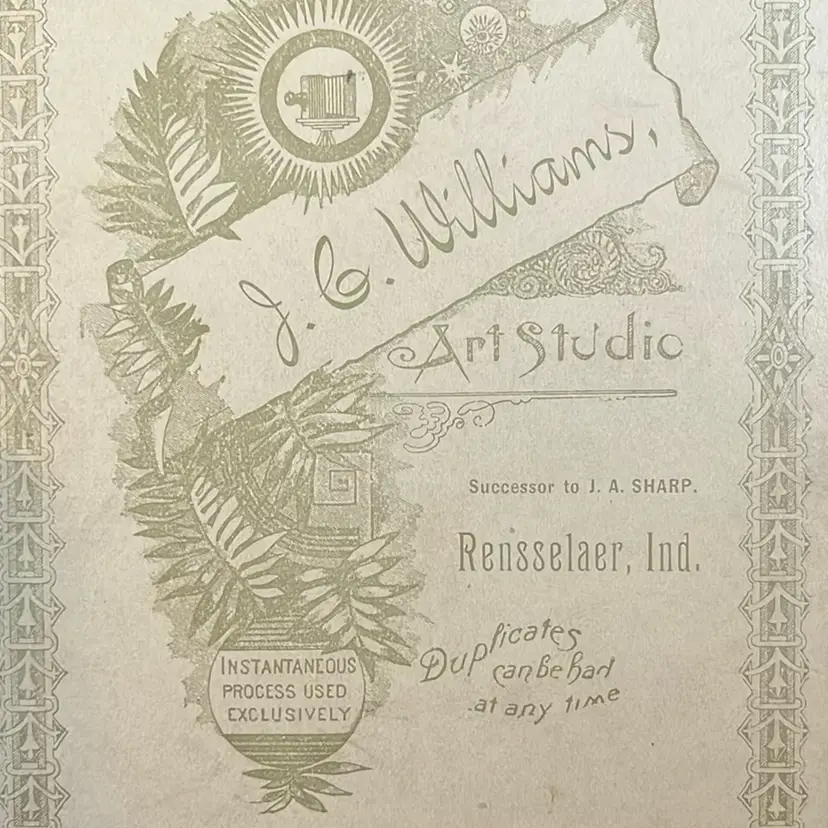 J. C. Williams,
Art Studio
Successor to J. A. SHARP.
Rensselaer, Ind.
Duplicates
can be had
at any time
INSTANTANEOUS
PROCESS USED
EXCLUSIVELY